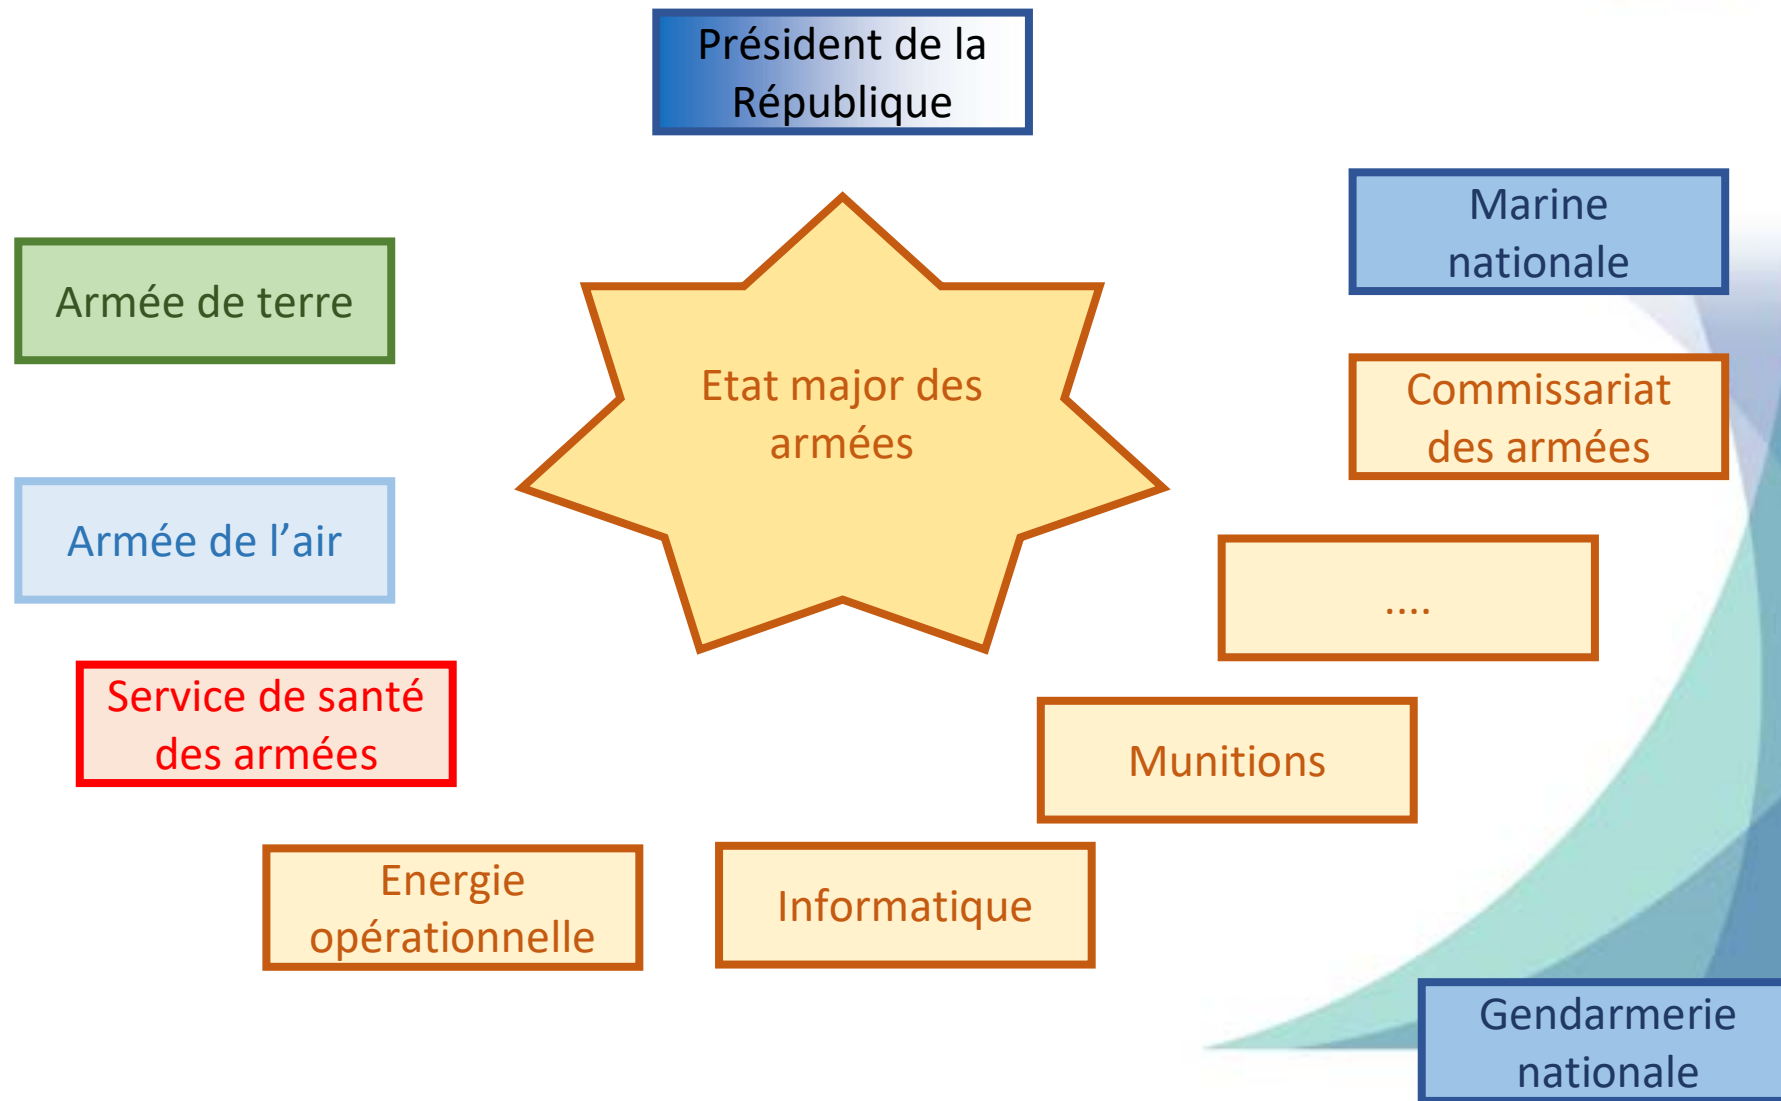 Président de la
République
Marine
nationale
Armée de terre
Etat major des
armées
Commissariat
des armées
Armée de l’air
....
Service de santé
des armées
Munitions
Energie
opérationnelle
Informatique
Gendarmerie
nationale